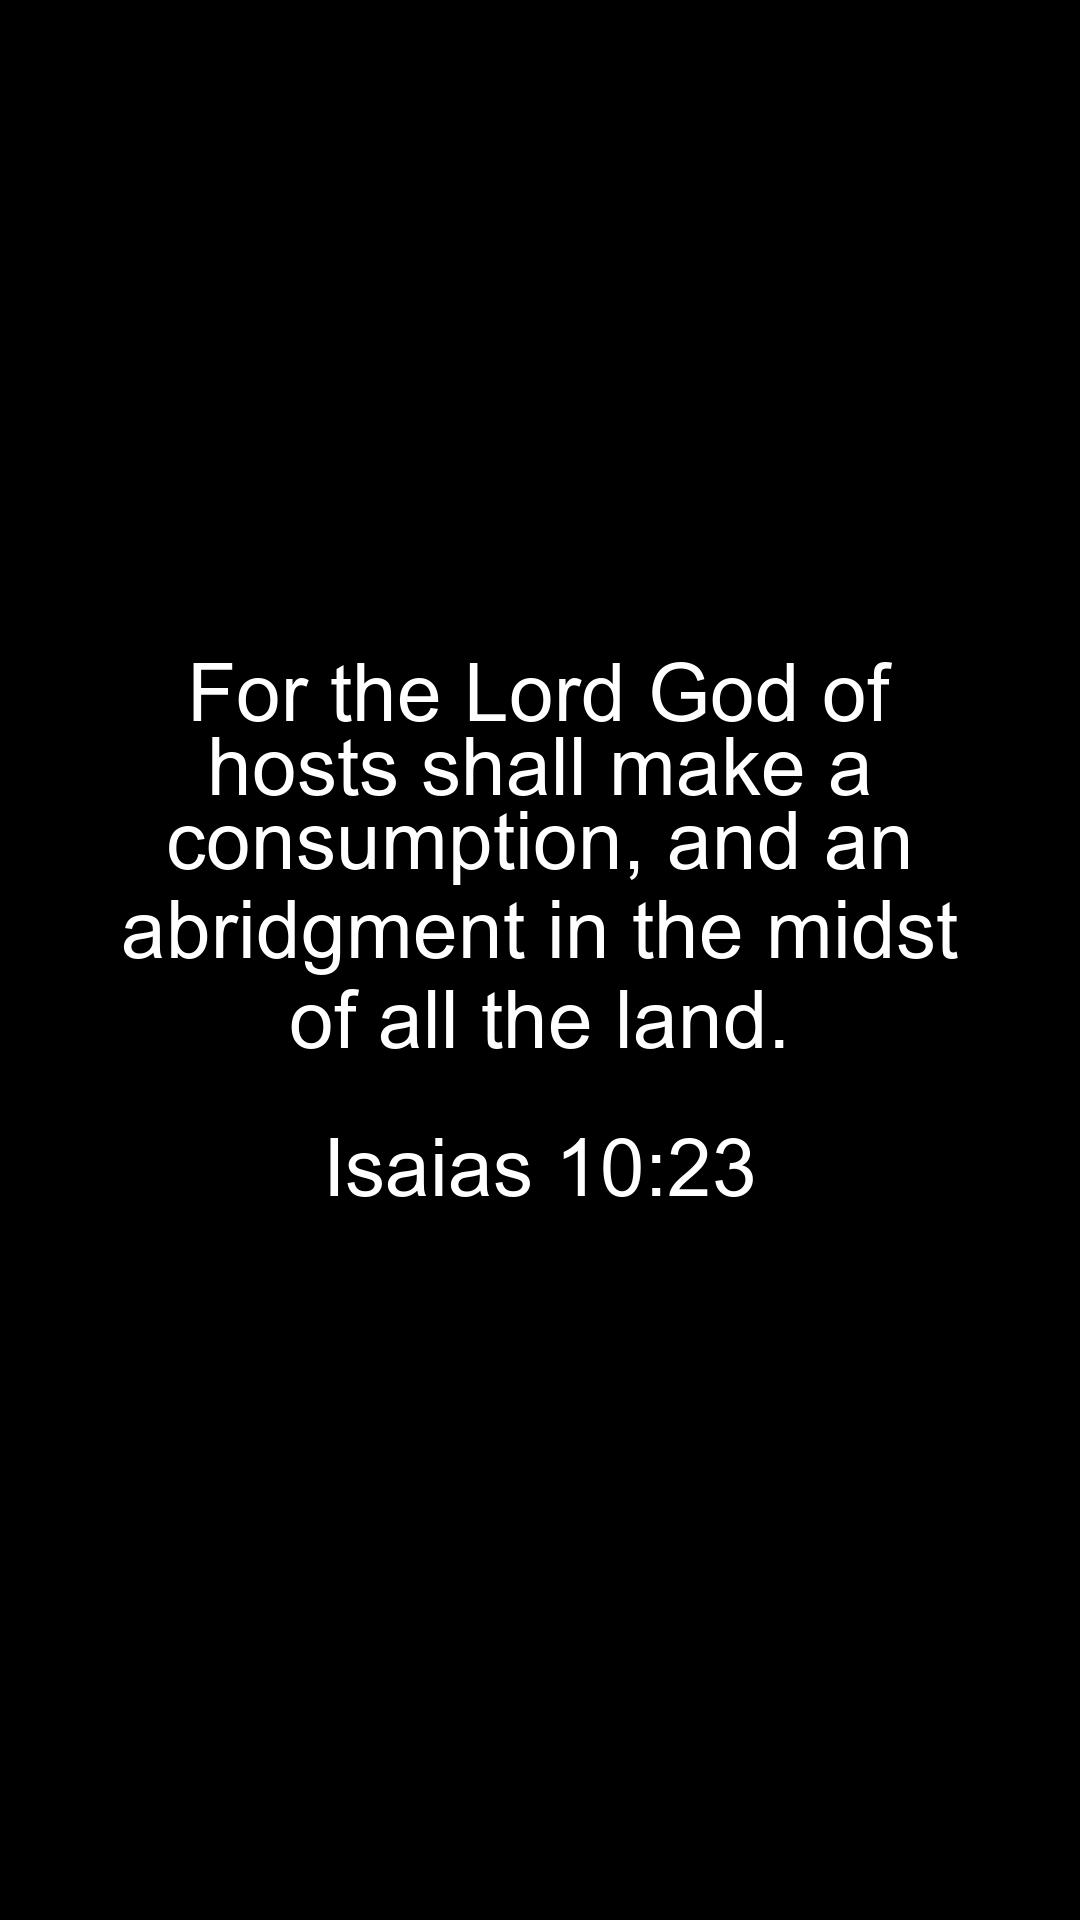 For the Lord God of
hosts shall make a
consumption, and an
abridgment in the midst
of all the land.
Isaias 10:23